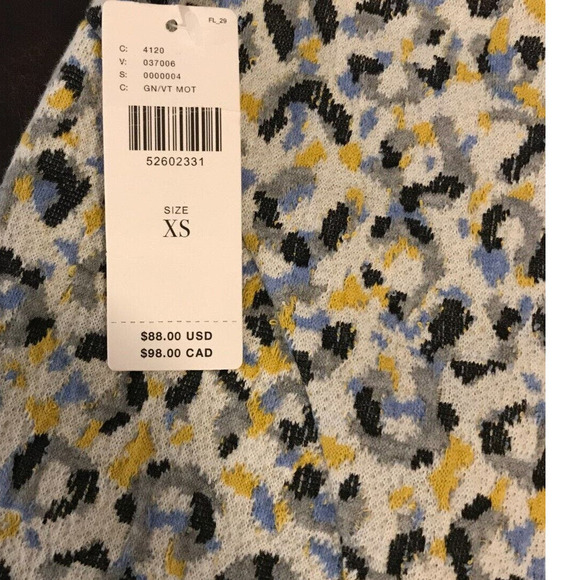 FL_29
C: 4120
V: 037006
S: 0000004
C: GN/VT MOT
52602331
SIZE
XS
$88.00 USD
$98.00 CAD